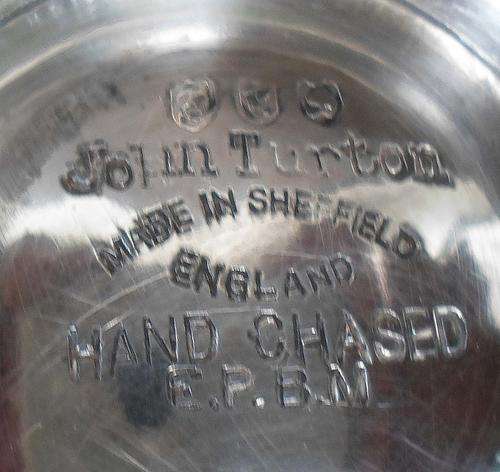 John Turton
MADE IN SHEFFIELD
ENGLAND
HAND CHASED
E.P.B.M.